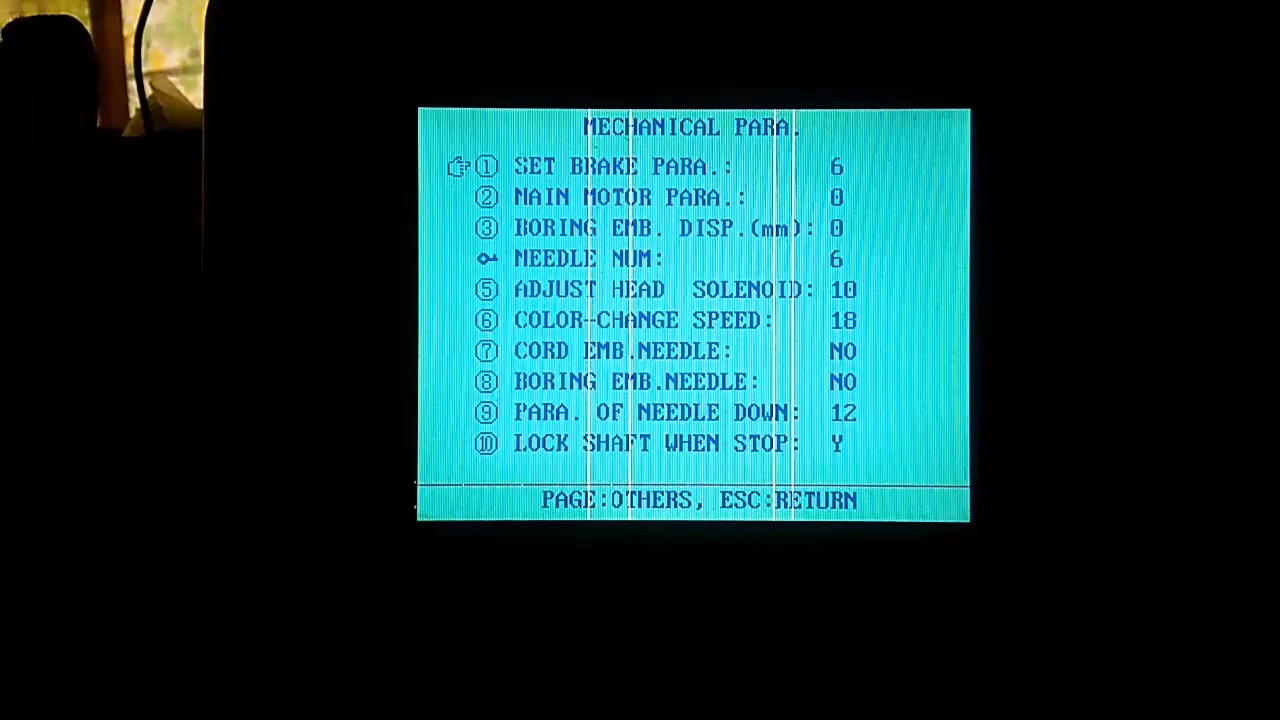 MECHANICAL PARA.
① SET BRAKE PARA.: 6
② MAIN MOTOR PARA.: 0
③ BORING EMB. DISP.(mm): 0
NEEDLE NUM: 6
⑤ ADJUST HEAD SOLENOID: 10
⑥ COLOR-CHANGE SPEED: 18
⑦ CORD EMB.NEEDLE: NO
⑧ BORING EMB.NEEDLE: NO
⑨ PARA. OF NEEDLE DOWN: 12
⑩ LOCK SHAFT WHEN STOP: Y
PAGE:OTHERS, ESC:RETURN